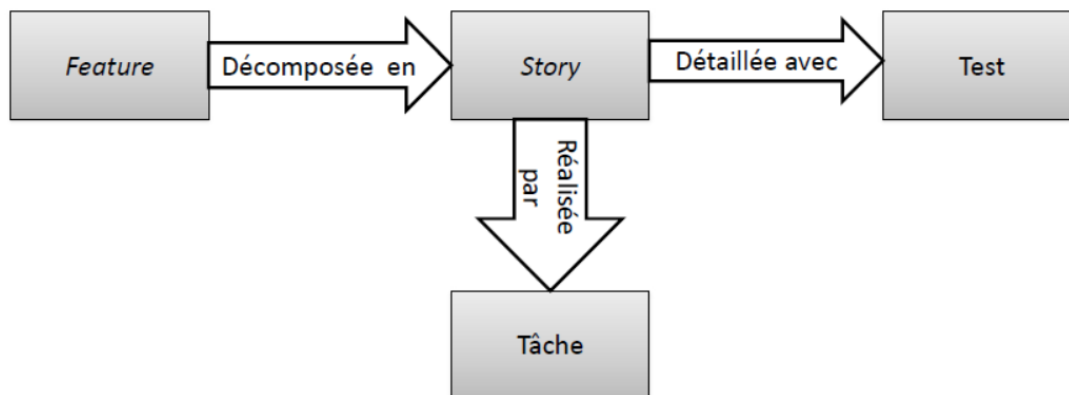 Feature
Décomposée en
Story
Détaillée avec
Test
Réalisée
par
Tâche